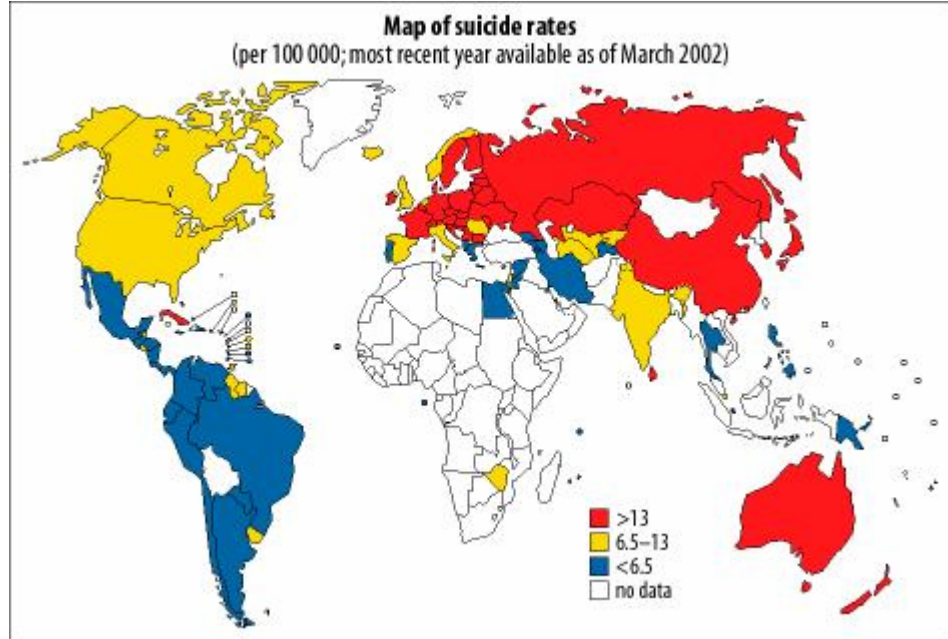 Map of suicide rates
(per 100 000; most recent year available as of March 2002)
>13
6.5–13
<6.5
no data